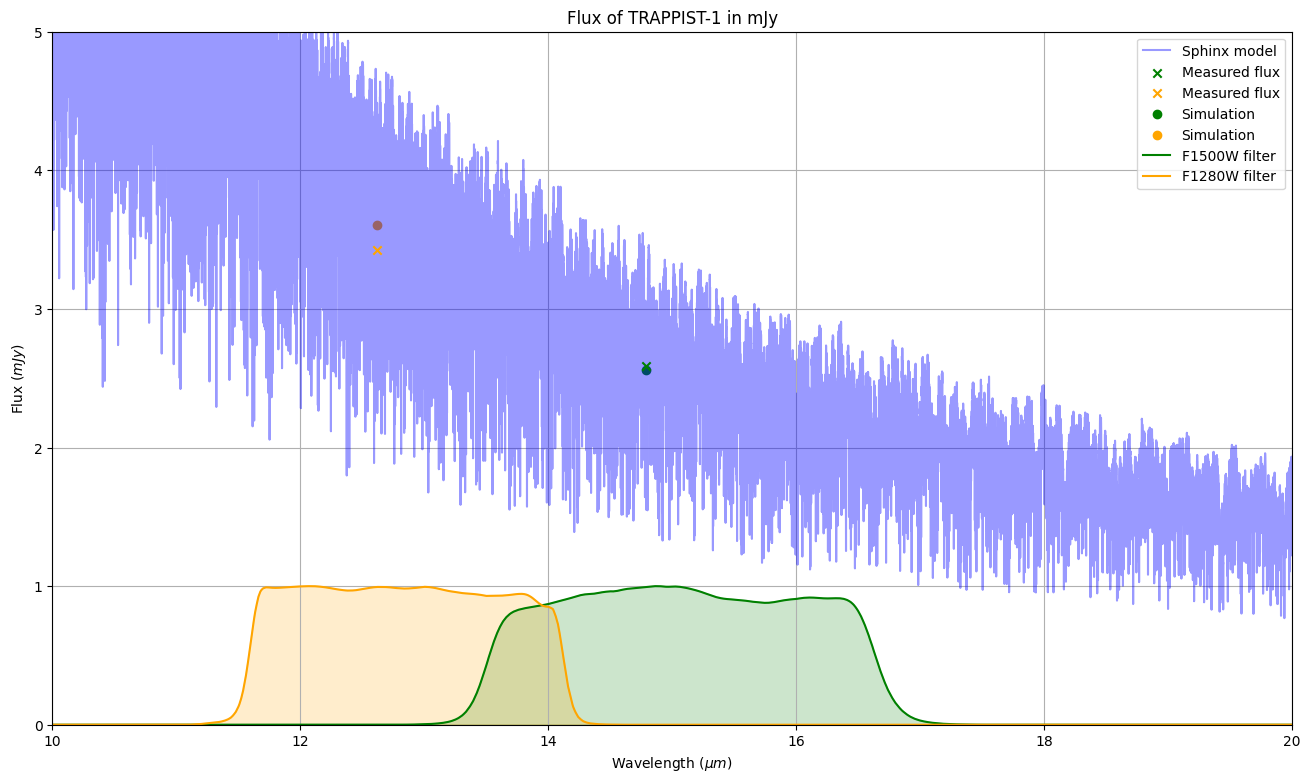 Flux of TRAPPIST-1 in mJy
5
4
3
2
1
0
Flux (mJy)
Sphinx model
Measured flux
Measured flux
Simulation
Simulation
F1500W filter
F1280W filter
10 12 14 16 18 20
Wavelength (μm)